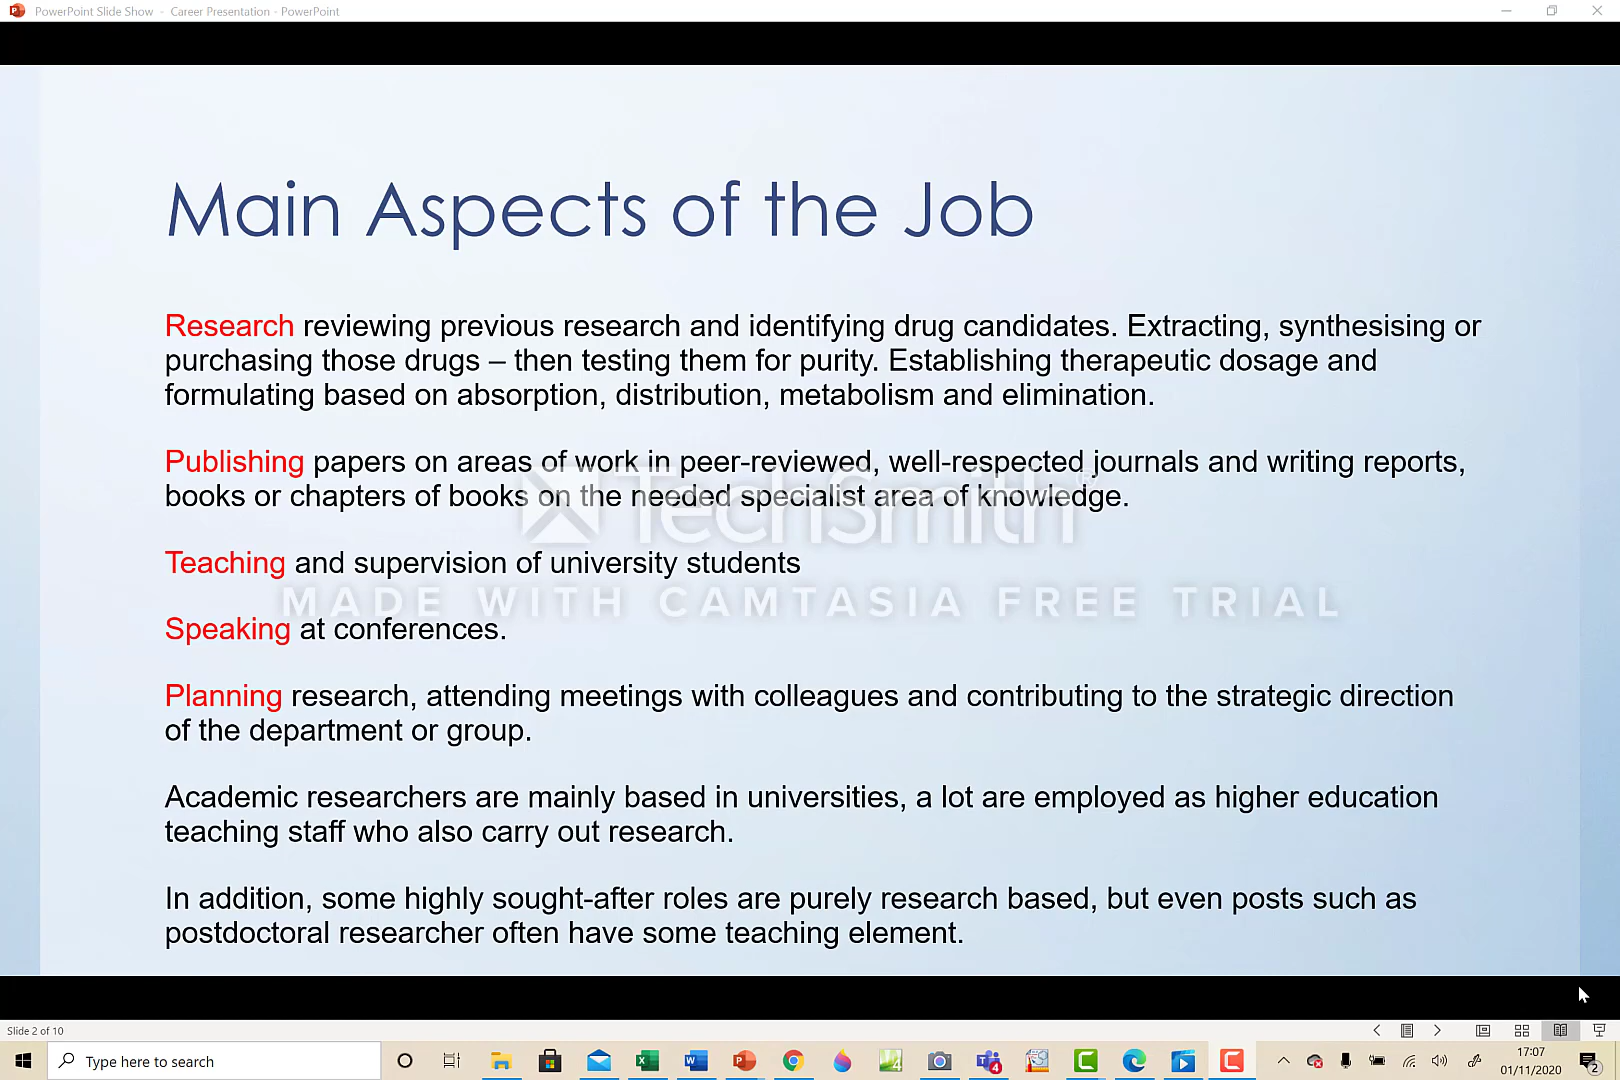 PowerPoint Slide Show - Career Presentation - PowerPoint
Main Aspects of the Job
Research reviewing previous research and identifying drug candidates. Extracting, synthesising or
purchasing those drugs – then testing them for purity. Establishing therapeutic dosage and
formulating based on absorption, distribution, metabolism and elimination.
Publishing papers on areas of work in peer-reviewed, well-respected journals and writing reports,
books or chapters of books on the needed specialist area of knowledge.
TechSmith®
Teaching and supervision of university students
MADE WITH CAMTASIA FREE TRIAL
Speaking at conferences.
Planning research, attending meetings with colleagues and contributing to the strategic direction
of the department or group.
Academic researchers are mainly based in universities, a lot are employed as higher education
teaching staff who also carry out research.
In addition, some highly sought-after roles are purely research based, but even posts such as
postdoctoral researcher often have some teaching element.
Slide 2 of 10
Type here to search
4
4
17:07
01/11/2020
2